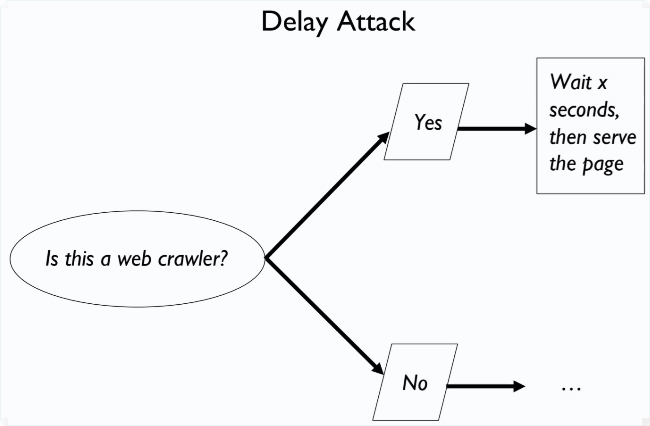 Delay Attack
Is this a web crawler?
Yes
Wait x
seconds,
then serve
the page
No
...